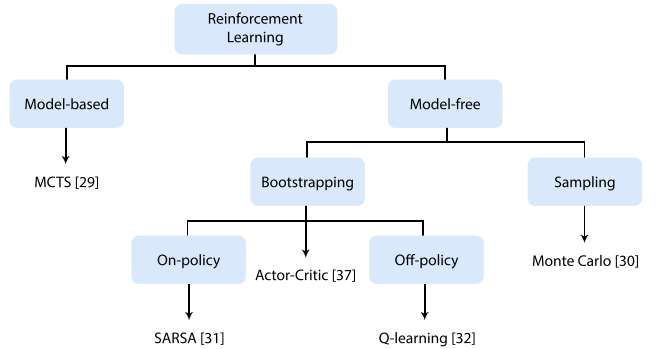 Reinforcement
Learning
Model-based
Model-free
MCTS [29]
Bootstrapping
Sampling
On-policy
Actor-Critic [37]
Off-policy
Monte Carlo [30]
SARSA [31]
Q-learning [32]